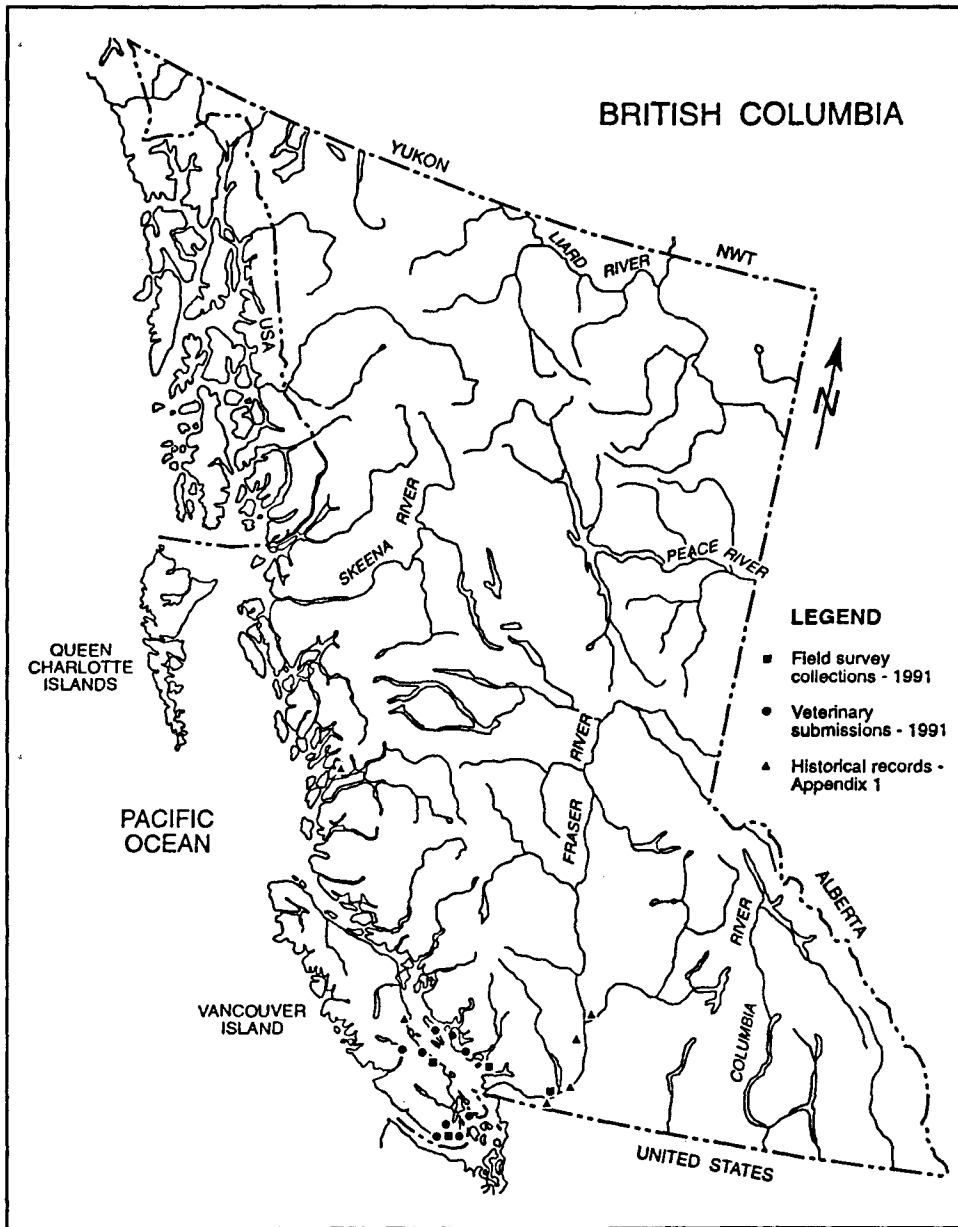 BRITISH COLUMBIA
YUKON
NWT
LIARD
RIVER
USA
N
SKEENA
RIVER
PEACE RIVER
QUEEN
CHARLOTTE
ISLANDS
LEGEND
Field survey
collections - 1991
Veterinary
submissions - 1991
Historical records -
Appendix 1
PACIFIC
OCEAN
FRASER
RIVER
ALBERTA
VANCOUVER
ISLAND
COLUMBIA
RIVER
UNITED STATES